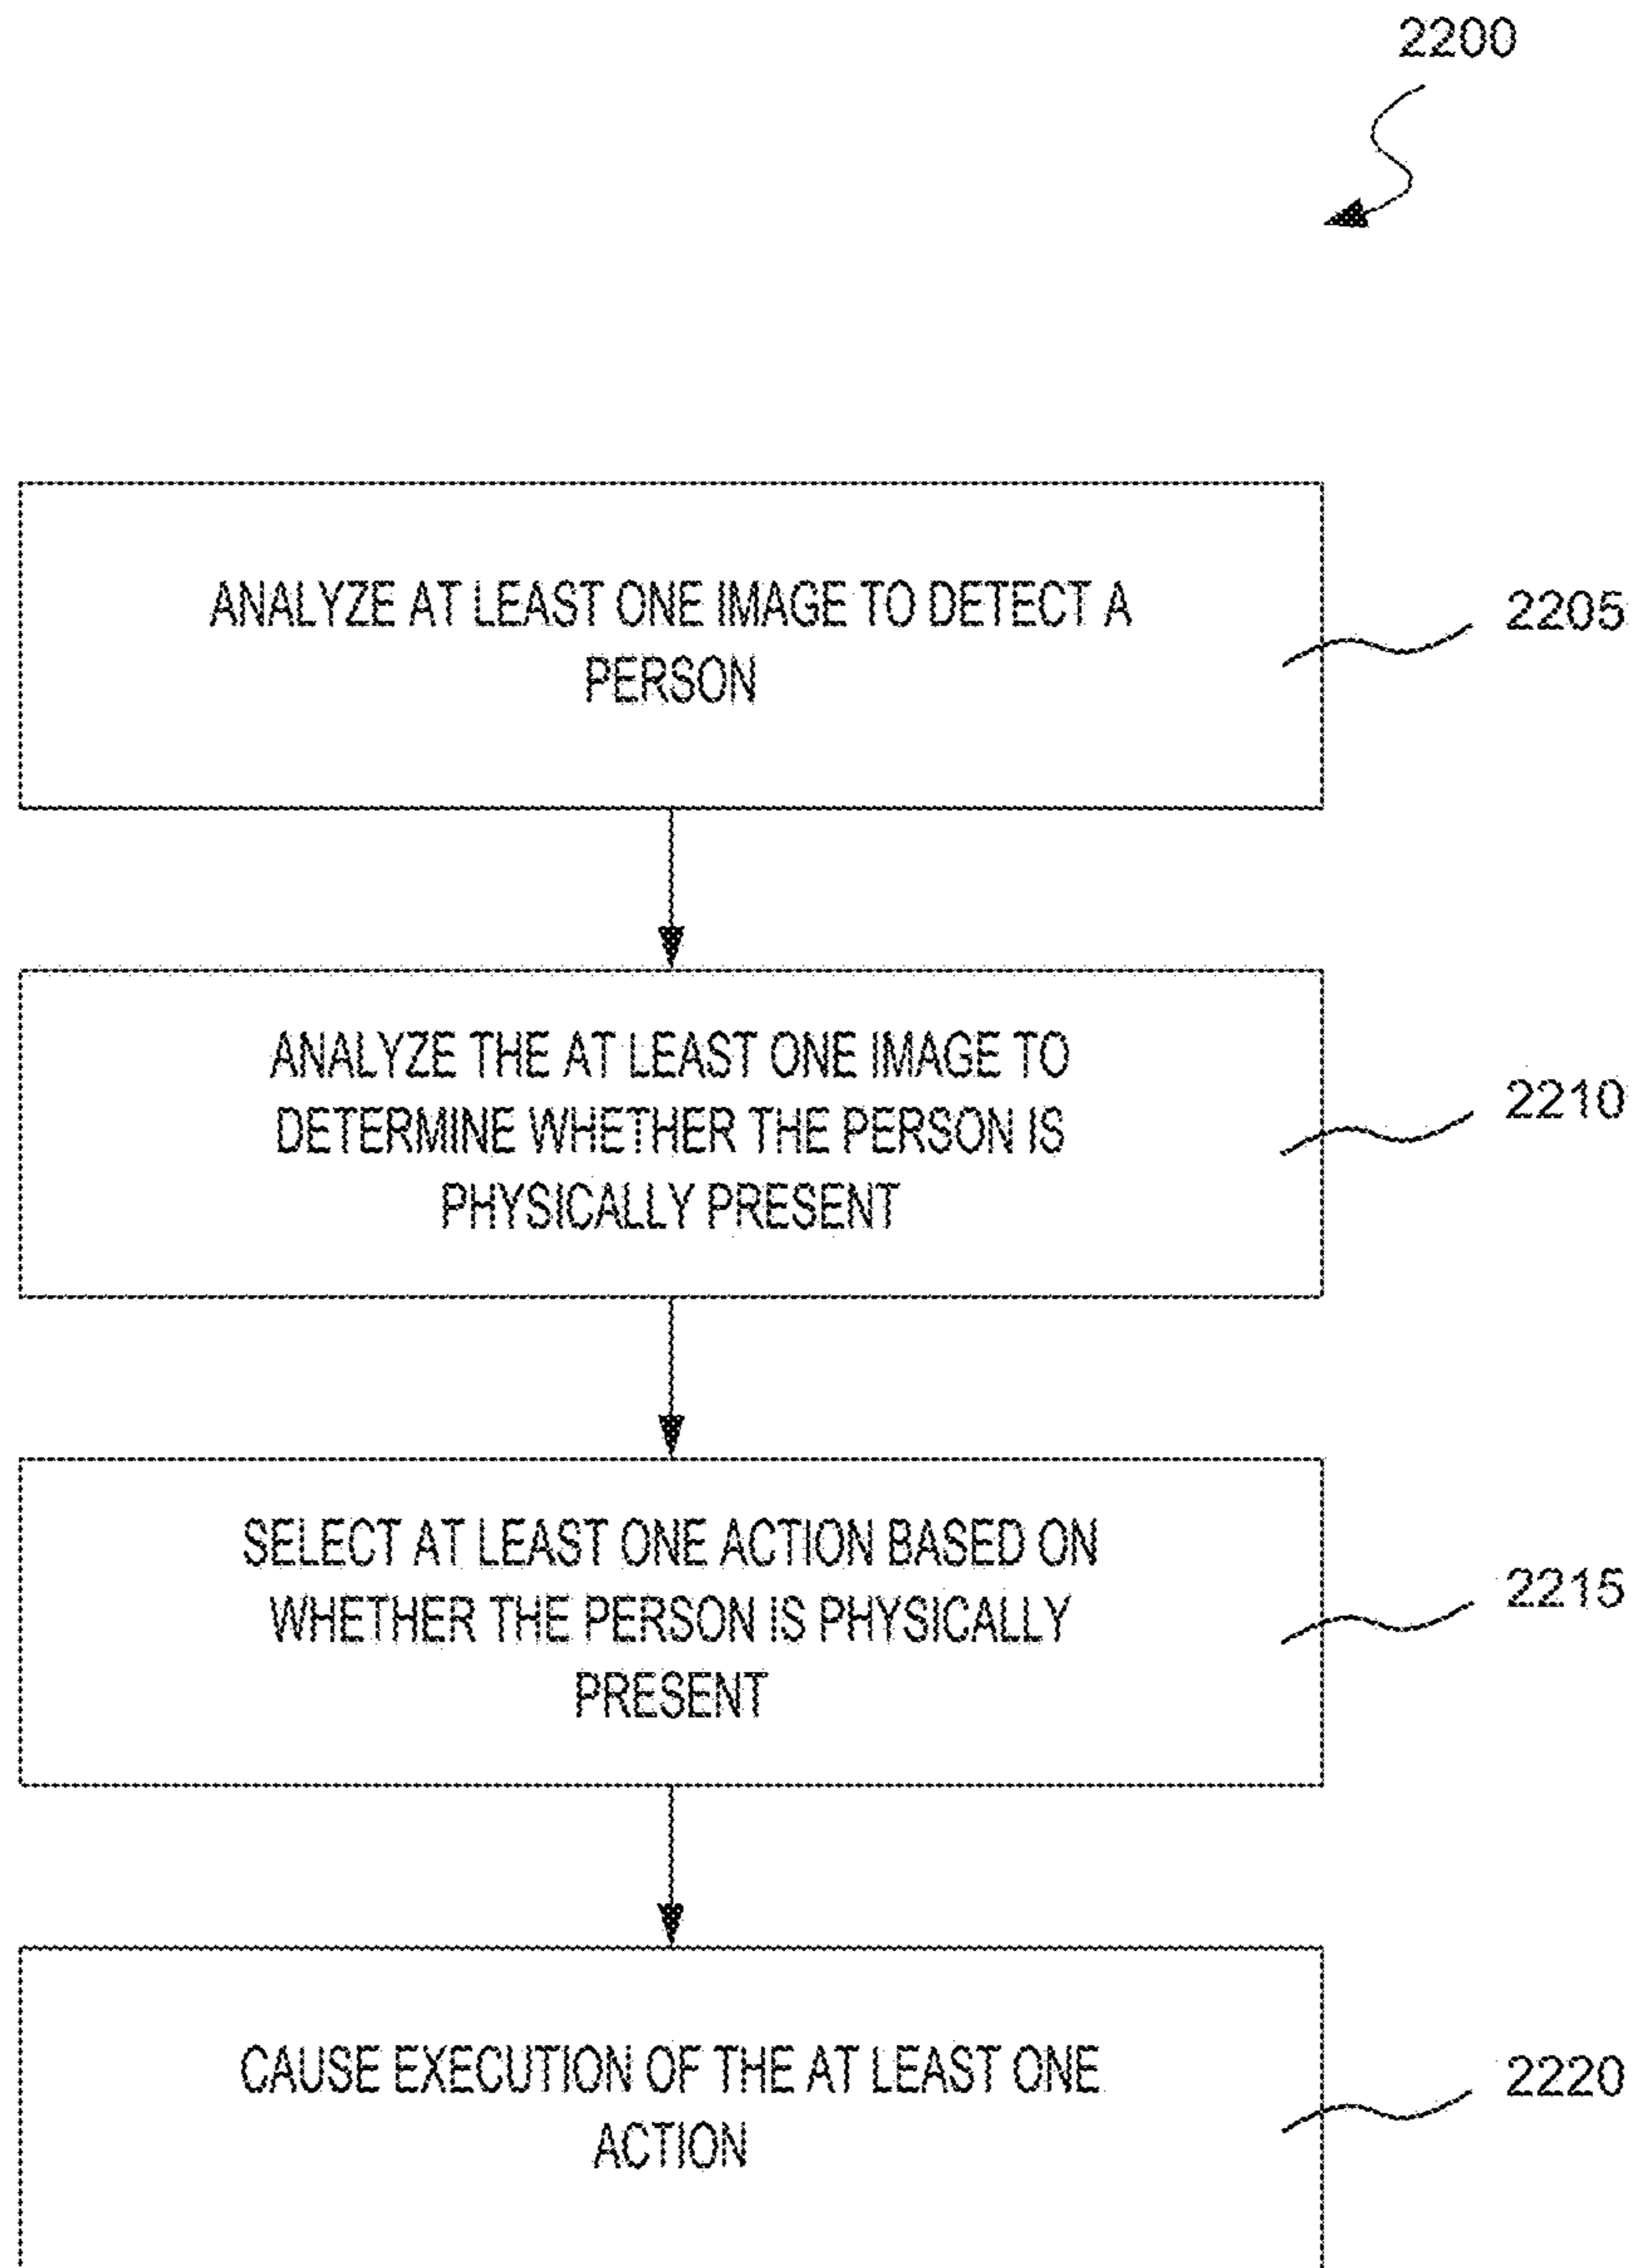 2200
ANALYZE AT LEAST ONE IMAGE TO DETECT A
PERSON
2205
ANALYZE THE AT LEAST ONE IMAGE TO
DETERMINE WHETHER THE PERSON IS
PHYSICALLY PRESENT
2210
SELECT AT LEAST ONE ACTION BASED ON
WHETHER THE PERSON IS PHYSICALLY
PRESENT
2215
CAUSE EXECUTION OF THE AT LEAST ONE
ACTION
2220